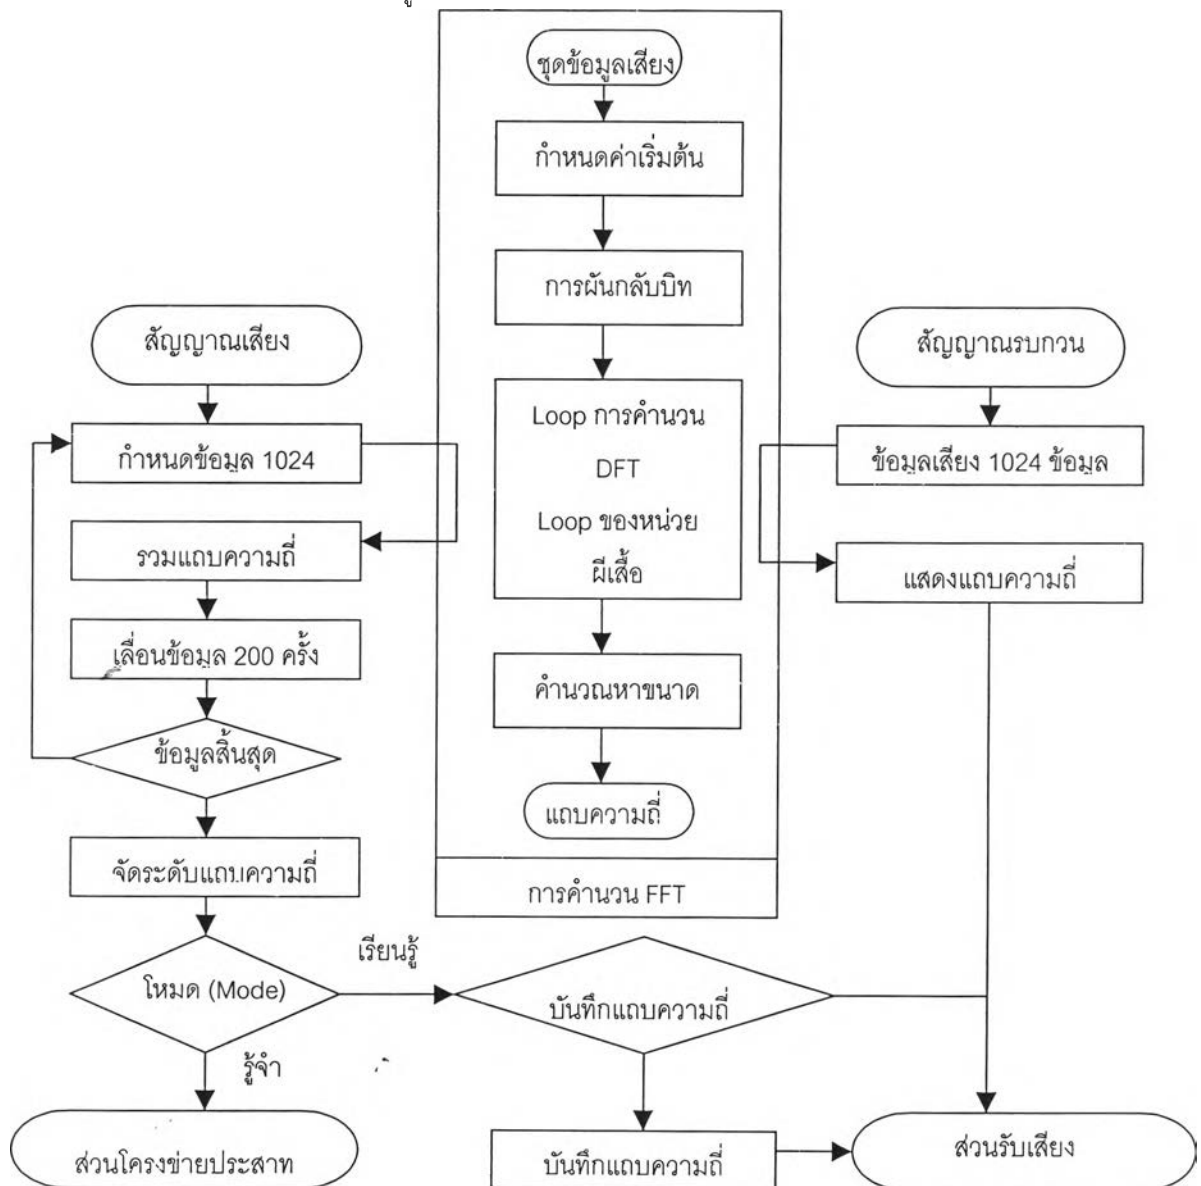 ชุดข้อมูลเสียง
กำหนดค่าเริ่มต้น
การผันกลับบิท
Loop การคำนวน
DFT
Loop ของหน่วย
ผีเสื้อ
คำนวณหาขนาด
แถบความถี่
การคำนวน FFT
สัญญาณเสียง
กำหนดข้อมูล 1024
รวมแถบความถี่
เลื่อนข้อมูล 200 ครั้ง
ข้อมูลสิ้นสุด
จัดระดับแถบความถี่
โหมด (Mode)
เรียนรู้
รู้จำ
ส่วนโครงข่ายประสาท
บันทึกแถบความถี่
บันทึกแถบความถี่
สัญญาณรบกวน
ข้อมูลเสียง 1024 ข้อมูล
แสดงแถบความถี่
ส่วนรับเสียง